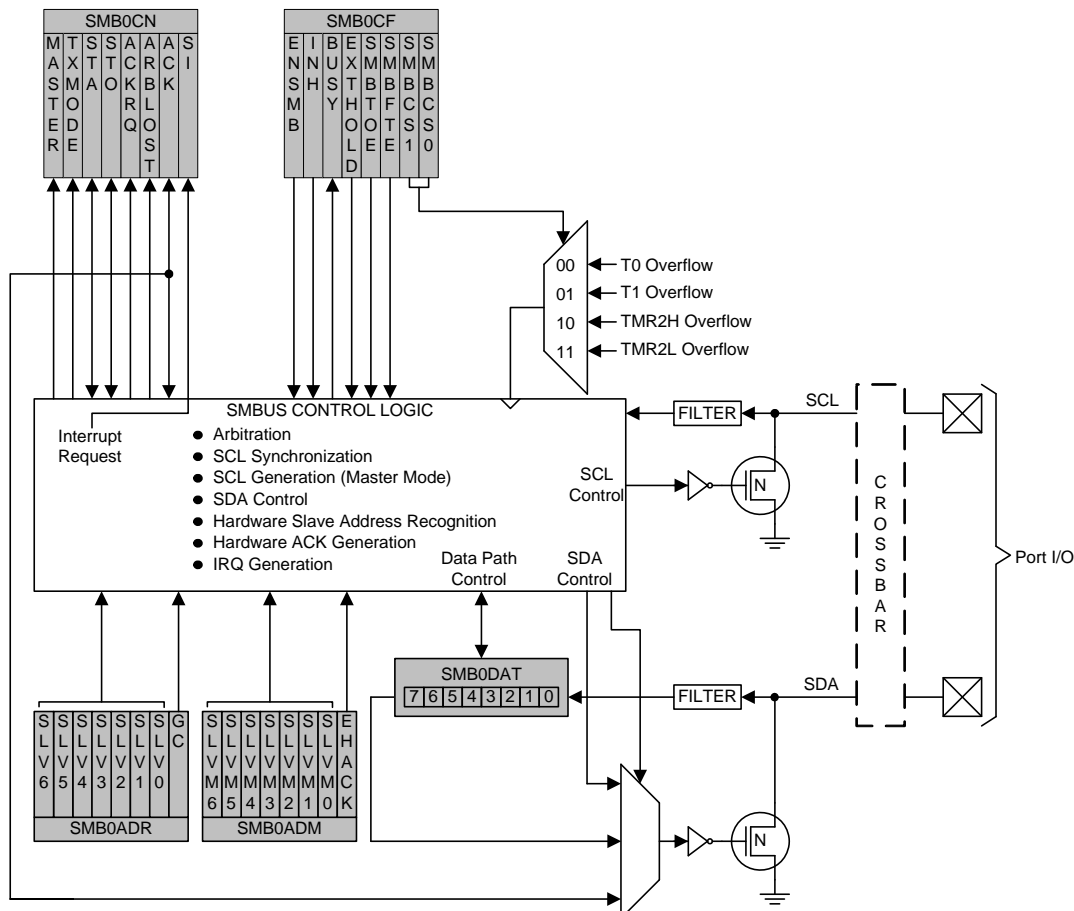 SMB0CN
MASTER
TXMODE
STA
STO
ACKRQ
ARBLOST
ACK
SI
SMB0CF
ENSMB
INH
BUSY
EXTHOLD
SMBTOE
SMBFTE
SMBCS1
SMBCS0
00
T0 Overflow
01
T1 Overflow
10
TMR2H Overflow
11
TMR2L Overflow
SMBUS CONTROL LOGIC
Interrupt
Request
● Arbitration
● SCL Synchronization
● SCL Generation (Master Mode)
● SDA Control
● Hardware Slave Address Recognition
● Hardware ACK Generation
● IRQ Generation
SCL
Control
Data Path
Control
SDA
Control
FILTER
SCL
N
CROSSBAR
Port I/O
SMB0DAT
7 6 5 4 3 2 1 0
FILTER
SDA
N
SLV6
SLV5
SLV4
SLV3
SLV2
SLV1
SLV0
GC
SMB0ADR
SLVM6
SLVM5
SLVM4
SLVM3
SLVM2
SLVM1
SLVM0
EHACK
SMB0ADM